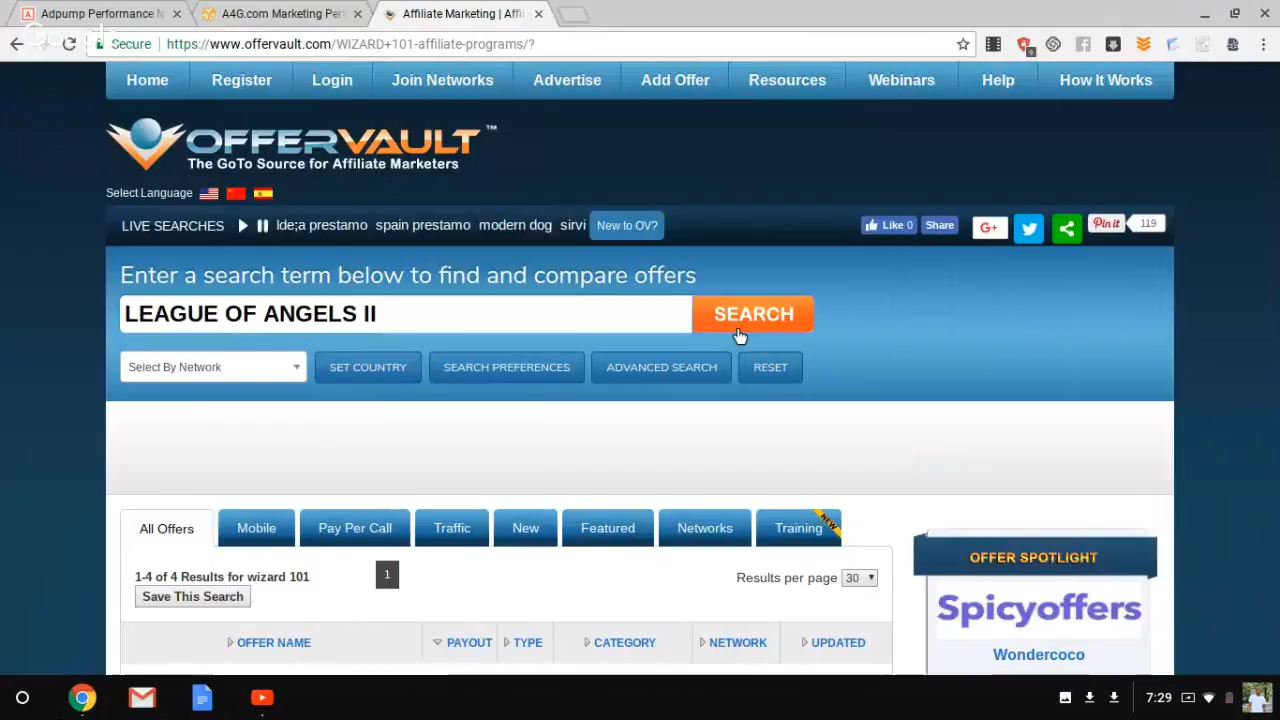 Adpump Performance N
A4G.com Marketing Per
Affiliate Marketing | Affi
Secure https://www.offervault.com/WIZARD+101-affiliate-programs/?
Home Register Login Join Networks Advertise Add Offer Resources Webinars Help How It Works
OFFERVAULT™
The GoTo Source for Affiliate Marketers
Select Language
LIVE SEARCHES lde;a prestamo spain prestamo modern dog sirvi New to OV? Like 0 Share G+ Pin it 119
Enter a search term below to find and compare offers
LEAGUE OF ANGELS II SEARCH
Select By Network SET COUNTRY SEARCH PREFERENCES ADVANCED SEARCH RESET
All Offers Mobile Pay Per Call Traffic New Featured Networks Training NEW
1-4 of 4 Results for wizard 101 1 Results per page 30
Save This Search
OFFER NAME PAYOUT TYPE CATEGORY NETWORK UPDATED
OFFER SPOTLIGHT
Spicyoffers
Wondercoco
7:29